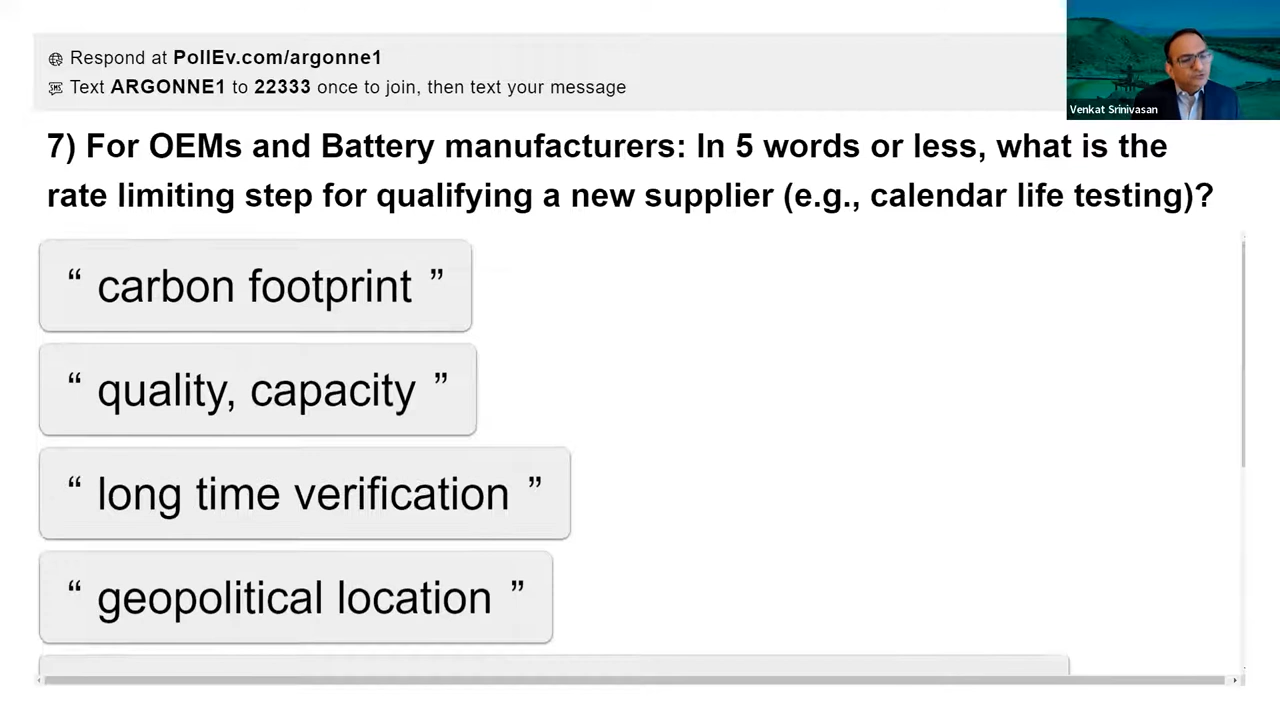 Respond at PollEv.com/argonne1
Text ARGONNE1 to 22333 once to join, then text your message
Venkat Srinivasan
7) For OEMs and Battery manufacturers: In 5 words or less, what is the
rate limiting step for qualifying a new supplier (e.g., calendar life testing)?
“ carbon footprint ”
“ quality, capacity ”
“ long time verification ”
“ geopolitical location ”